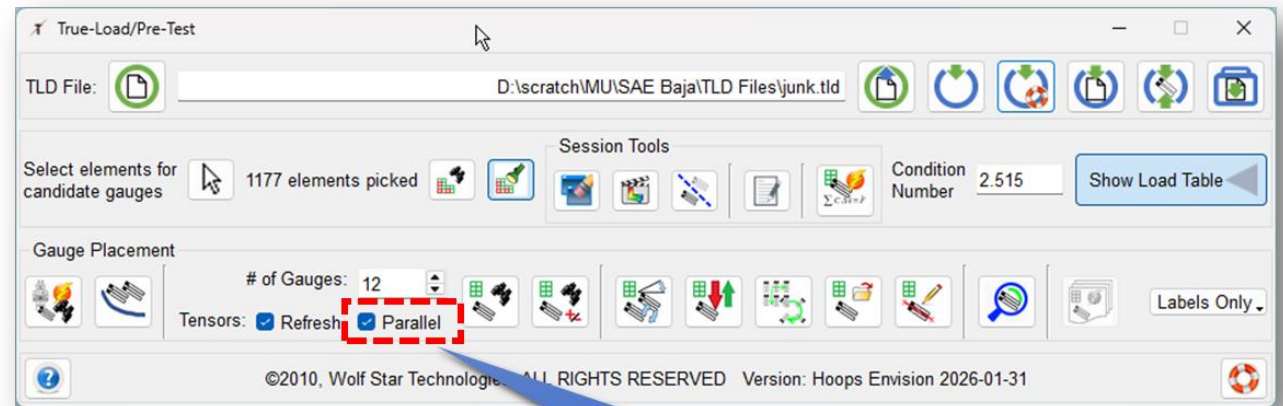 True-Load/Pre-Test
TLD File:
D:\scratch\MU\SAE Baja\TLD Files\junk.tld
Select elements for
candidate gauges
1177 elements picked
Session Tools
ΣCiLi=F
Condition
Number
2.515
Show Load Table
Gauge Placement
# of Gauges: 12
Tensors: Refresh Parallel
Labels Only
©2010, Wolf Star Technologies ALL RIGHTS RESERVED Version: Hoops Envision 2026-01-31